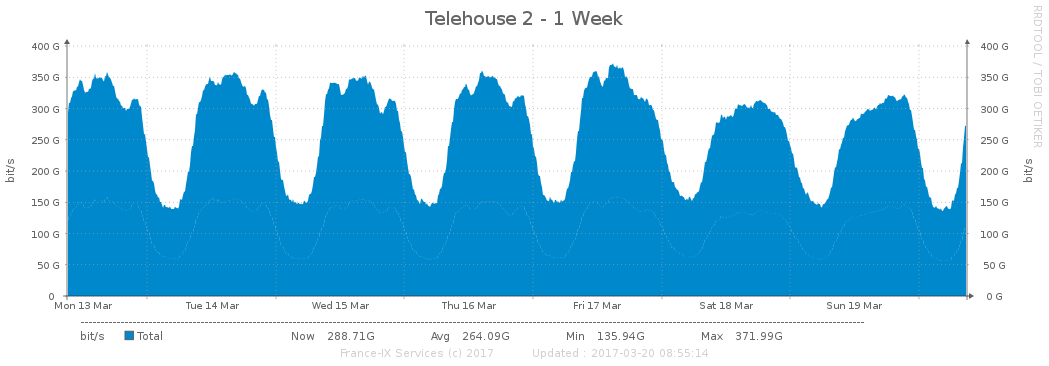 Telehouse 2 - 1 Week
RRDTOOL / TOBI OETIKER
400 G 400 G
350 G 350 G
300 G 300 G
250 G 250 G
200 G 200 G
150 G 150 G
100 G 100 G
50 G 50 G
0 0 G
bit/s bit/s
Mon 13 Mar Tue 14 Mar Wed 15 Mar Thu 16 Mar Fri 17 Mar Sat 18 Mar Sun 19 Mar
bit/s Total Now 288.71G Avg 264.09G Min 135.94G Max 371.99G
France-IX Services (c) 2017 Updated : 2017-03-20 08:55:14